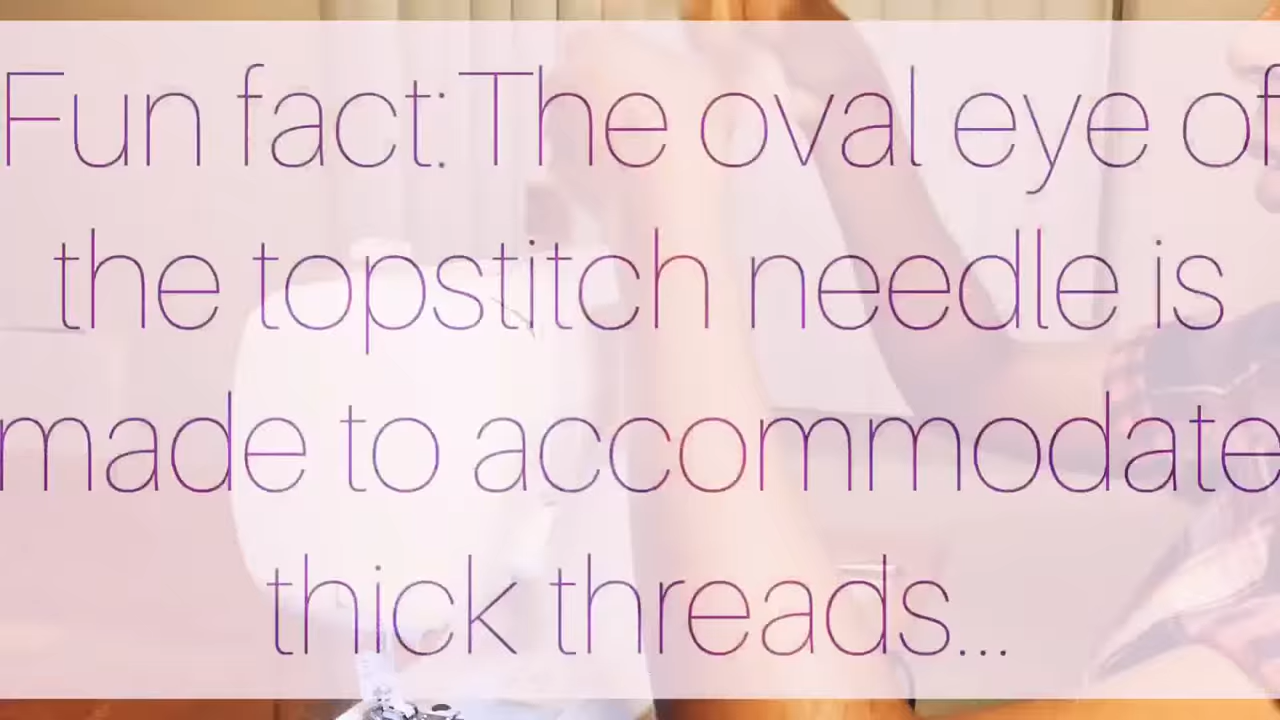 Fun fact: The oval eye of
the topstitch needle is
made to accommodate
thick threads...